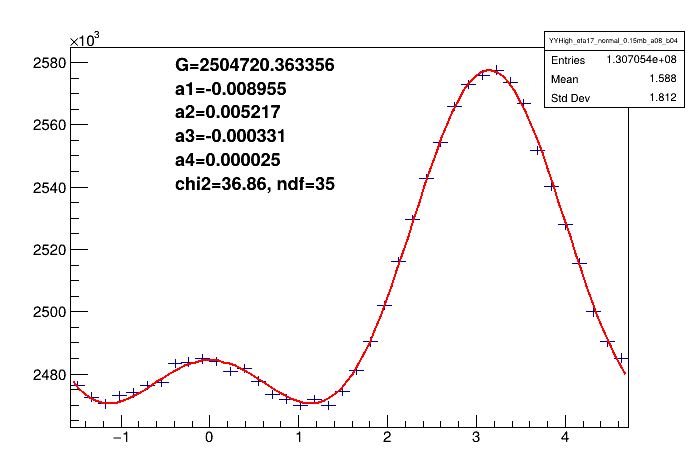 ×10³
YYHigh_eta17_normal_0.15mb_a08_b04
Entries 1.307054e+08
Mean 1.588
Std Dev 1.812
G=2504720.363356
a1=-0.008955
a2=0.005217
a3=-0.000331
a4=0.000025
chi2=36.86, ndf=35
2580
2560
2540
2520
2500
2480
−1 0 1 2 3 4